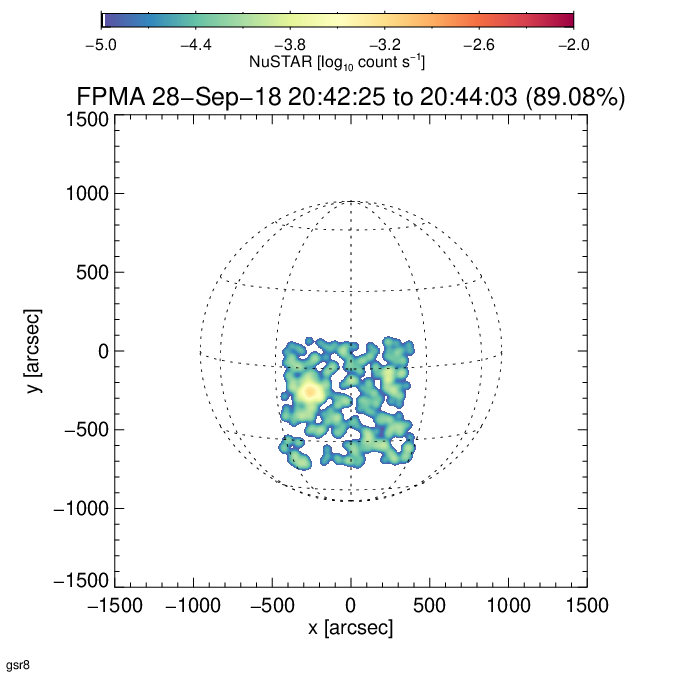 −5.0 −4.4 −3.8 −3.2 −2.6 −2.0
NuSTAR [log₁₀ count s⁻¹]
FPMA 28−Sep−18 20:42:25 to 20:44:03 (89.08%)
1500
1000
500
0
−500
−1000
−1500
y [arcsec]
−1500 −1000 −500 0 500 1000 1500
x [arcsec]
gsr8